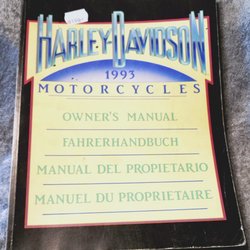 HARLEY-DAVIDSON
1993
MOTORCYCLES
OWNER'S MANUAL
FAHRERHANDBUCH
MANUAL DEL PROPIETARIO
MANUEL DU PROPRIETAIRE